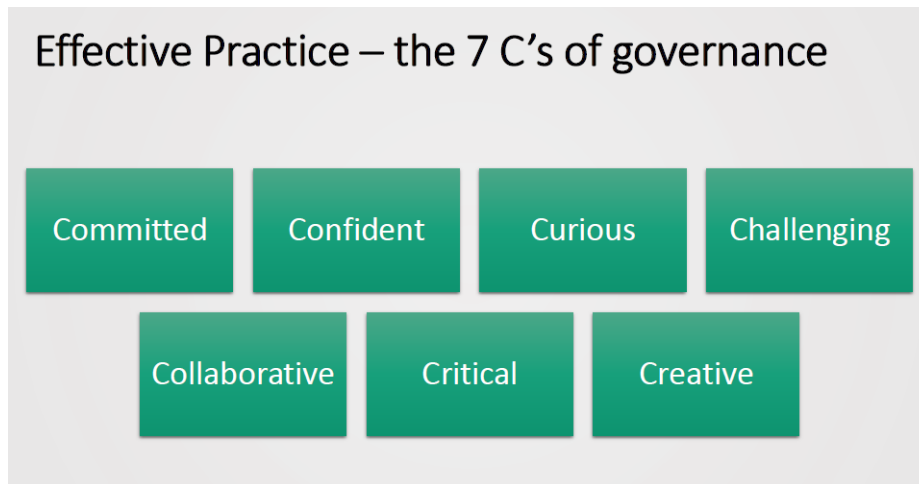 Effective Practice – the 7 C’s of governance
Committed
Confident
Curious
Challenging
Collaborative
Critical
Creative